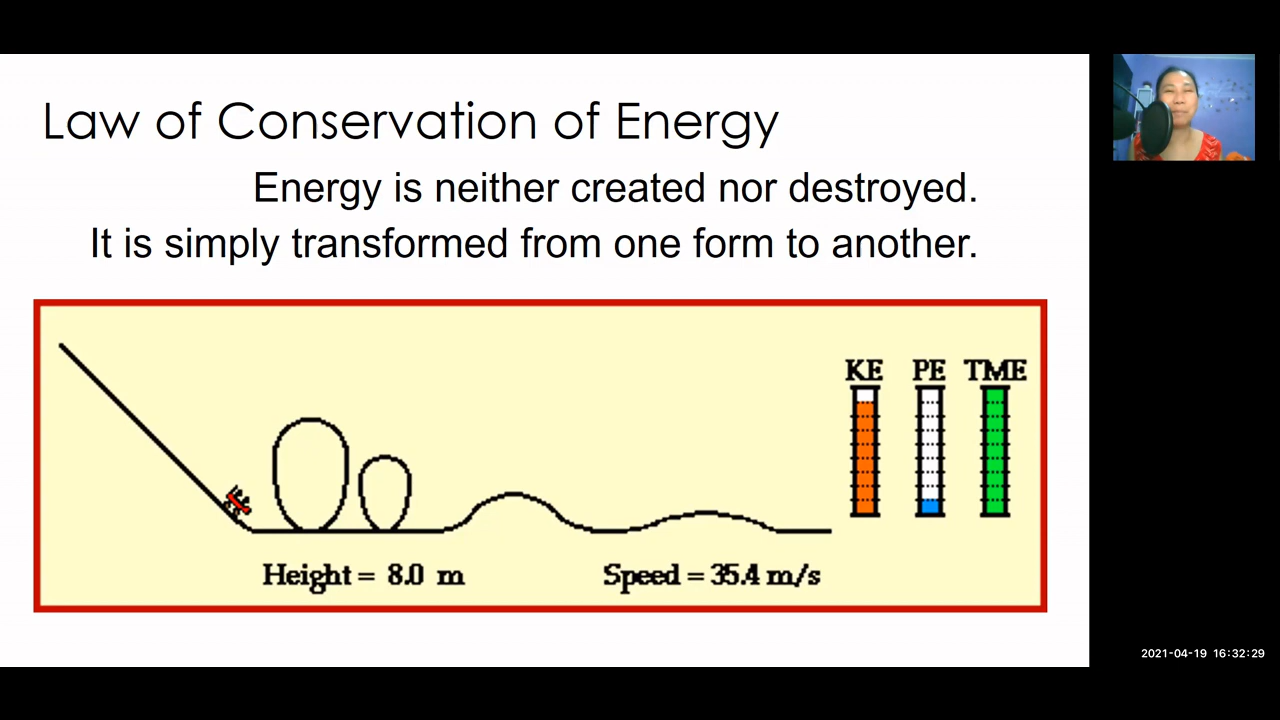 Law of Conservation of Energy
Energy is neither created nor destroyed.
It is simply transformed from one form to another.
KE PE TME
Height = 8.0 m Speed = 35.4 m/s
2021-04-19 16:32:29